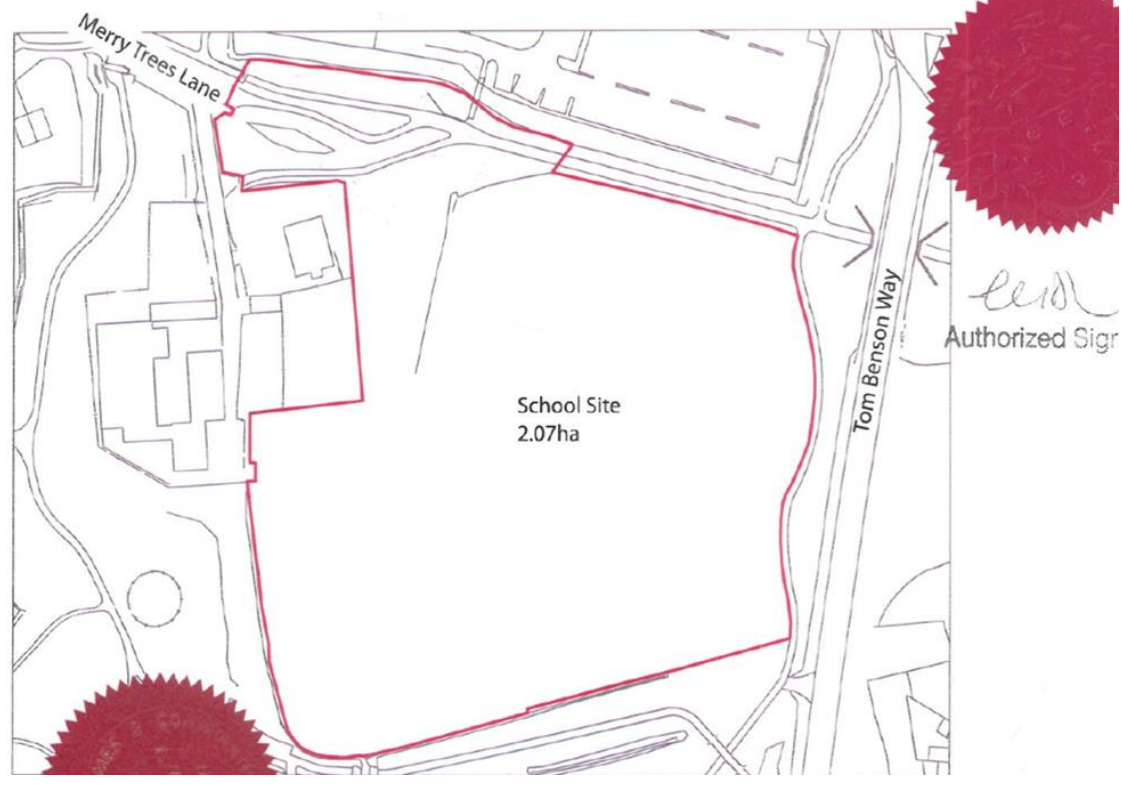 Merry Trees Lane
Tom Benson Way
Authorized Sigr
School Site
2.07ha